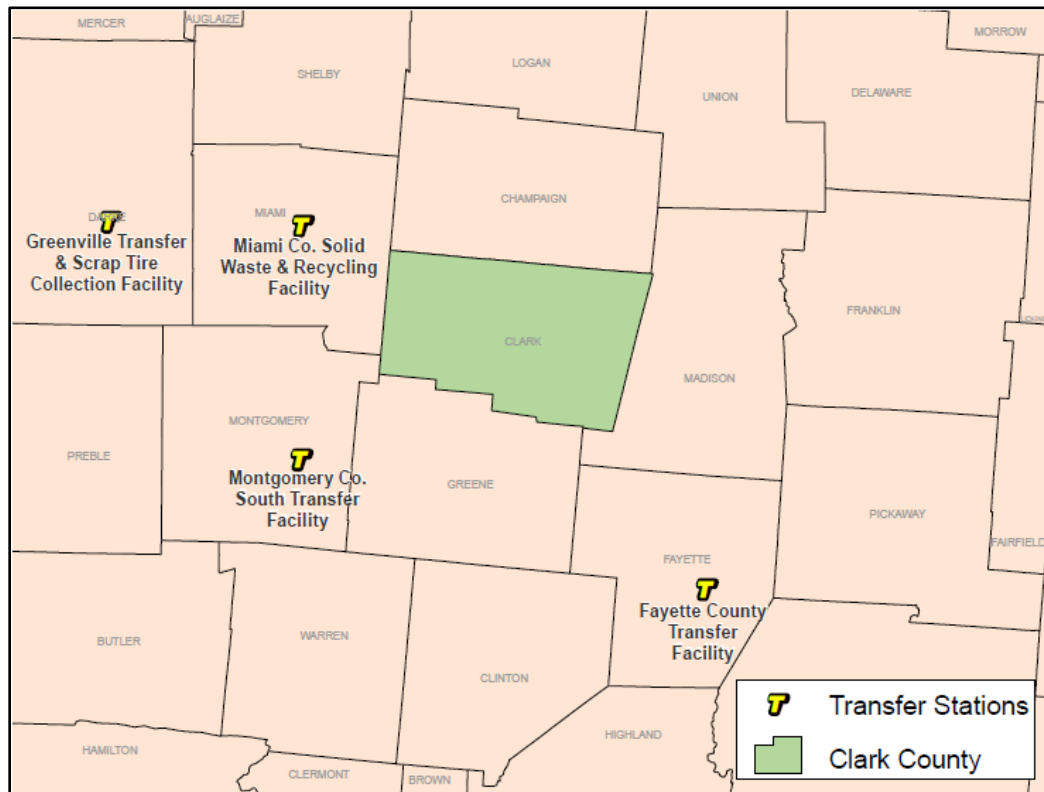 MERCER
AUGLAIZE
MORROW
SHELBY
LOGAN
UNION
DELAWARE
CHAMPAIGN
MIAMI
Greenville Transfer
& Scrap Tire
Collection Facility
Miami Co. Solid
Waste & Recycling
Facility
FRANKLIN
CLARK
MADISON
MONTGOMERY
PREBLE
Montgomery Co.
South Transfer
Facility
GREENE
PICKAWAY
FAIRFIELD
FAYETTE
Fayette County
Transfer
Facility
BUTLER
WARREN
CLINTON
HIGHLAND
HAMILTON
CLERMONT
BROWN
T Transfer Stations
Clark County